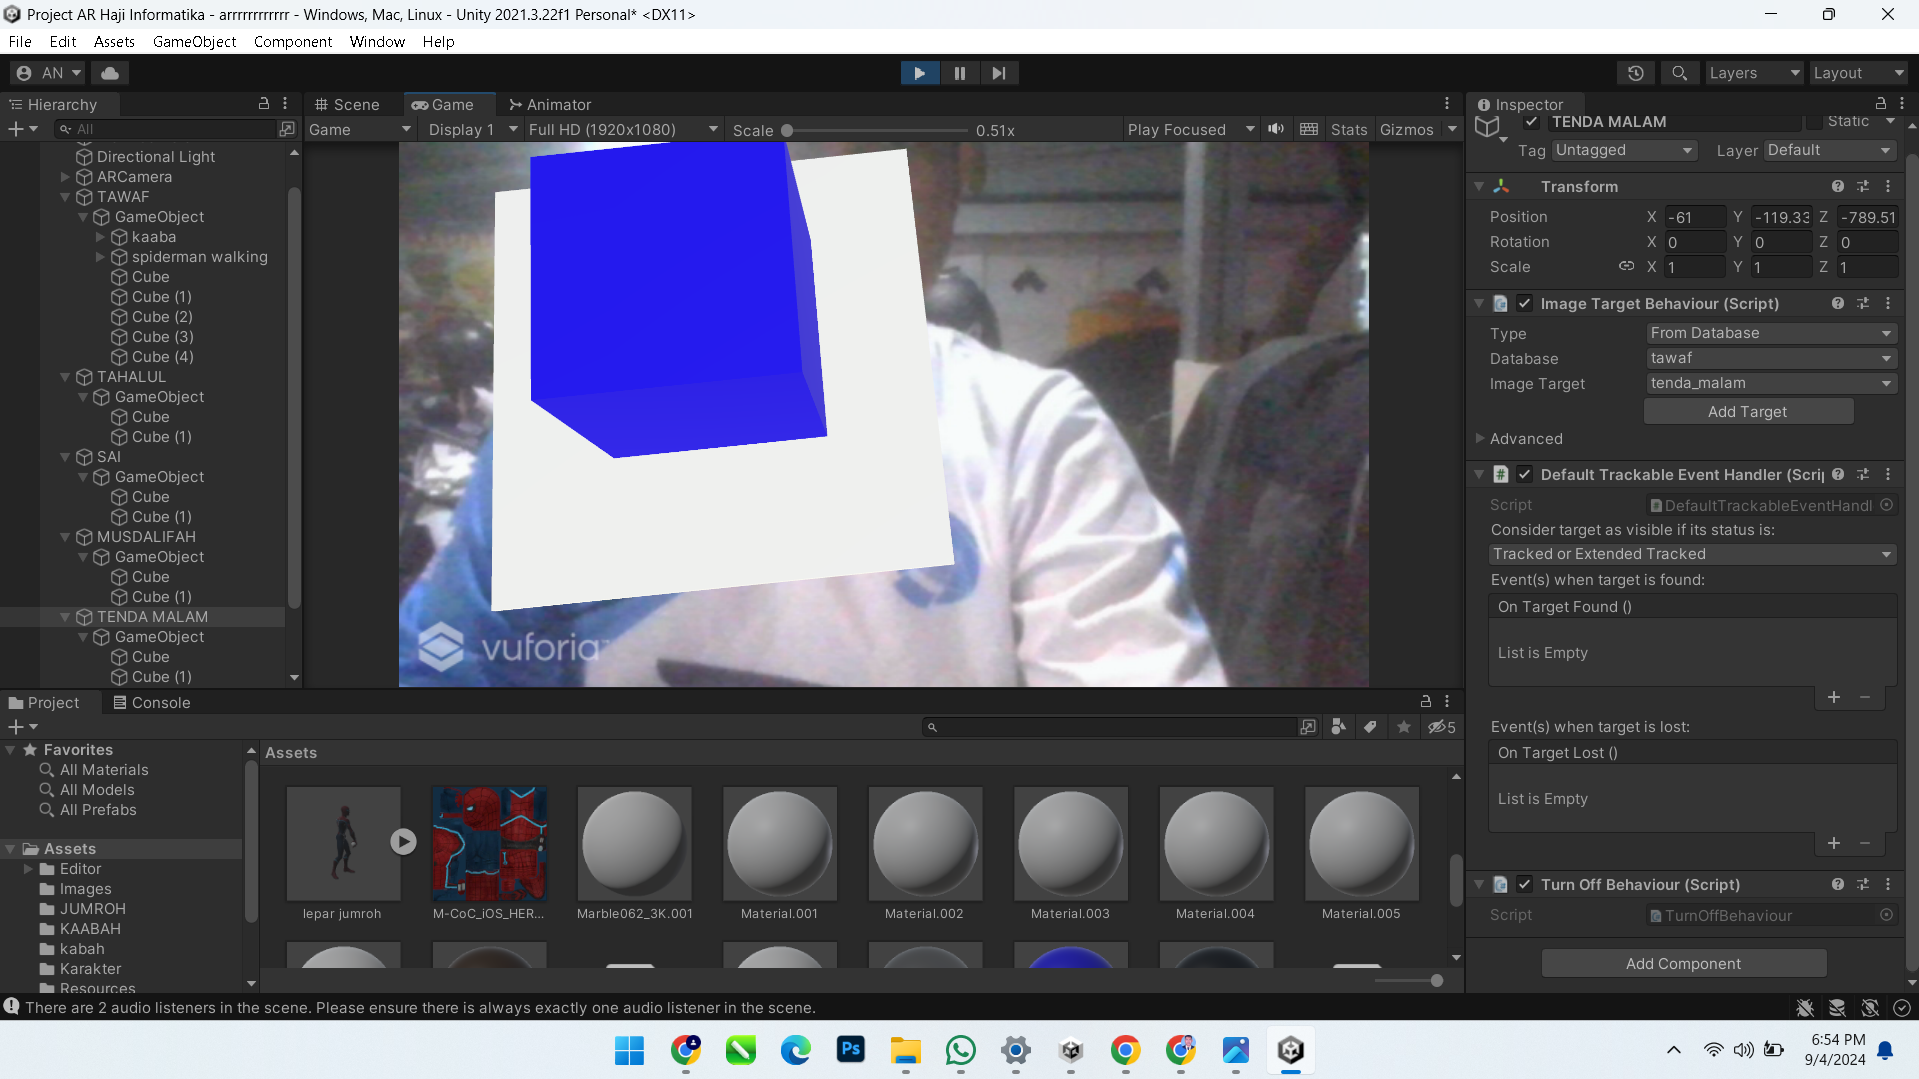 Project AR Haji Informatika - arrrrrrrrrrrr - Windows, Mac, Linux - Unity 2021.3.22f1 Personal* <DX11>
File Edit Assets GameObject Component Window Help
AN
Layers
Layout
Hierarchy
All
Directional Light
ARCamera
TAWAF
GameObject
kaaba
spiderman walking
Cube
Cube (1)
Cube (2)
Cube (3)
Cube (4)
TAHALUL
GameObject
Cube
Cube (1)
SAI
GameObject
Cube
Cube (1)
MUSDALIFAH
GameObject
Cube
Cube (1)
TENDA MALAM
GameObject
Cube
Cube (1)
Scene Game Animator
Game Display 1 Full HD (1920x1080) Scale 0.51x Play Focused Stats Gizmos
vuforia
Inspector
TENDA MALAM Static
Tag Untagged Layer Default
Transform
Position X -61 Y -119.33 Z -789.51
Rotation X 0 Y 0 Z 0
Scale X 1 Y 1 Z 1
Image Target Behaviour (Script)
Type From Database
Database tawaf
Image Target tenda_malam
Add Target
Advanced
Default Trackable Event Handler (Scrip
Script DefaultTrackableEventHandl
Consider target as visible if its status is:
Tracked or Extended Tracked
Event(s) when target is found:
On Target Found ()
List is Empty
Event(s) when target is lost:
On Target Lost ()
List is Empty
Turn Off Behaviour (Script)
Script TurnOffBehaviour
Add Component
Project Console
5
Favorites
All Materials
All Models
All Prefabs
Assets
Editor
Images
JUMROH
KAABAH
kabah
Karakter
Resources
Assets
lepar jumroh M-CoC_iOS_HER... Marble062_3K.001 Material.001 Material.002 Material.003 Material.004 Material.005
There are 2 audio listeners in the scene. Please ensure there is always exactly one audio listener in the scene.
Ps
6:54 PM
9/4/2024